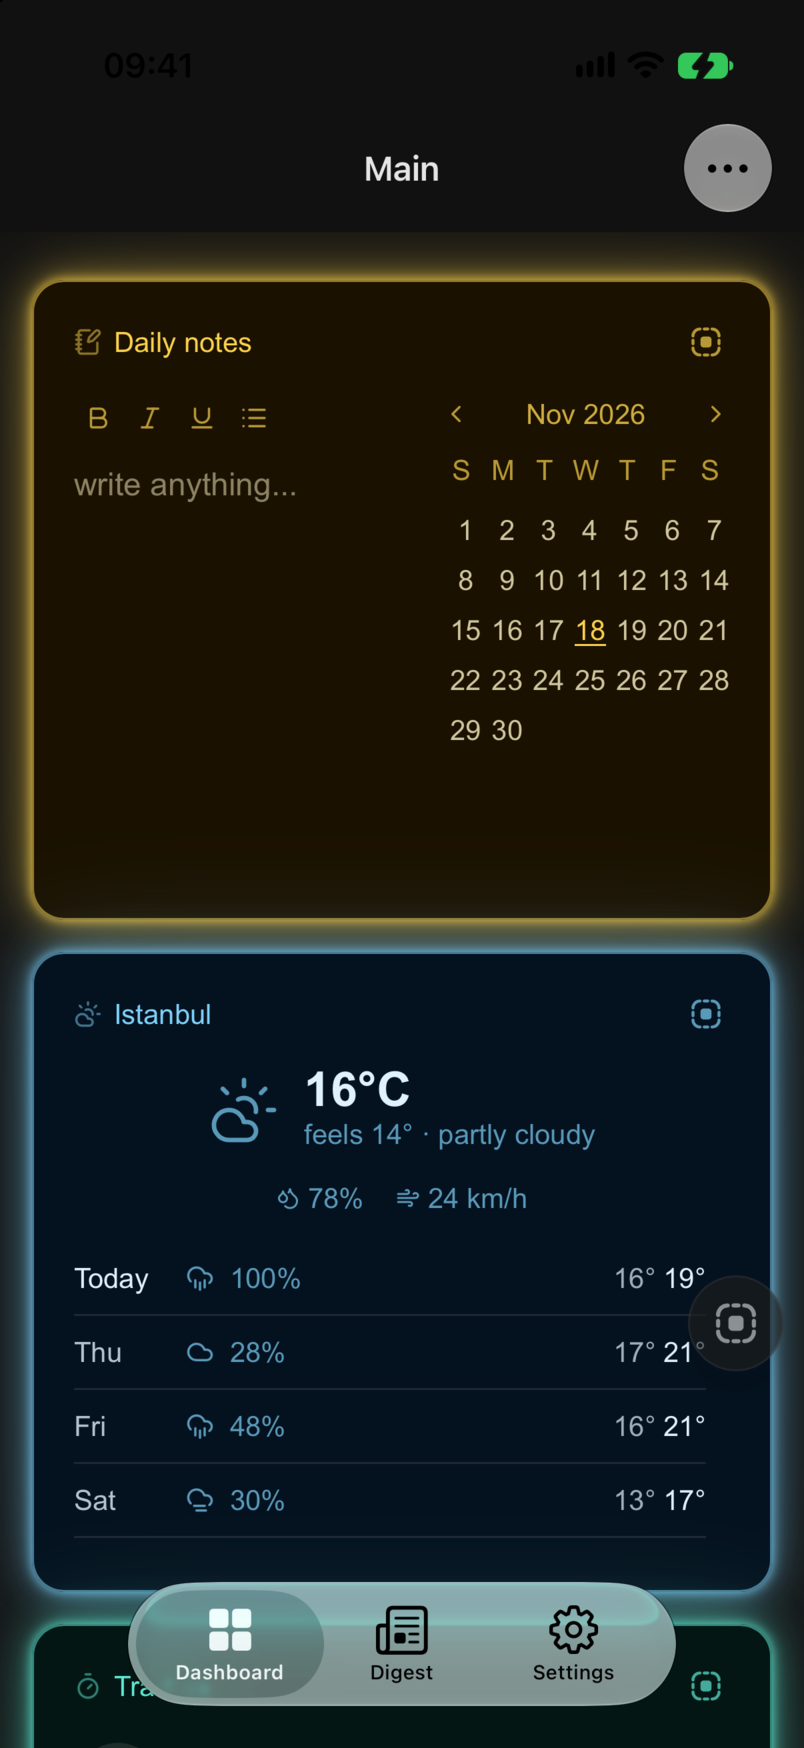 09:41
Main
Daily notes
B I U
write anything...
Nov 2026
S M T W T F S
1 2 3 4 5 6 7
8 9 10 11 12 13 14
15 16 17 18 19 20 21
22 23 24 25 26 27 28
29 30
Istanbul
16°C
feels 14° · partly cloudy
78% 24 km/h
Today 100% 16° 19°
Thu 28% 17° 21°
Fri 48% 16° 21°
Sat 30% 13° 17°
Dashboard Digest Settings